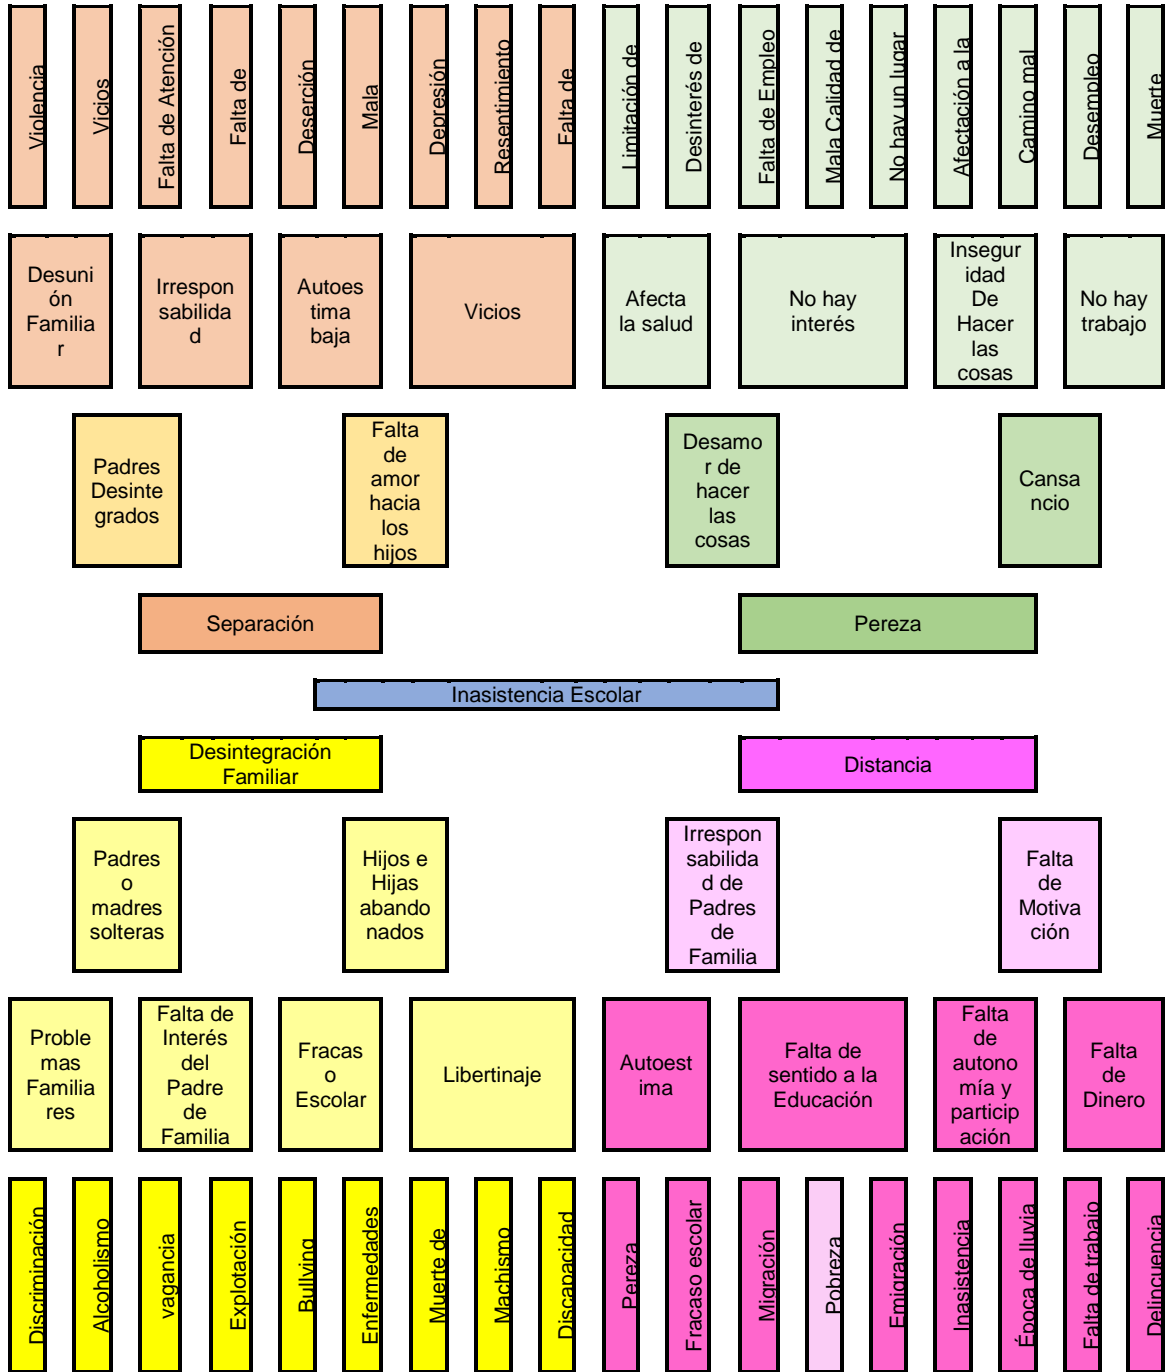 Violencia
Vicios
Falta de Atención
Falta de
Deserción
Mala
Depresión
Resentimiento
Falta de
Limitación de
Desinterés de
Falta de Empleo
Mala Calidad de
No hay un lugar
Afectación a la
Camino mal
Desempleo
Muerte
Desuni
ón
Familia
r
Irrespon
sabilida
d
Autoes
tima
baja
Vicios
Afecta
la salud
No hay
interés
Insegur
idad
De
Hacer
las
cosas
No hay
trabajo
Padres
Desinte
grados
Falta
de
amor
hacia
los
hijos
Desamo
r de
hacer
las
cosas
Cansa
ncio
Separación
Pereza
Inasistencia Escolar
Desintegración
Familiar
Distancia
Padres
o
madres
solteras
Hijos e
Hijas
abando
nados
Irrespon
sabilida
d de
Padres
de
Familia
Falta
de
Motiva
ción
Proble
mas
Familia
res
Falta de
Interés
del
Padre
de
Familia
Fracas
o
Escolar
Libertinaje
Autoest
ima
Falta de
sentido a la
Educación
Falta
de
autono
mía y
particip
ación
Falta
de
Dinero
Discriminación
Alcoholismo
vagancia
Explotación
Bullying
Enfermedades
Muerte de
Machismo
Discapacidad
Pereza
Fracaso escolar
Migración
Pobreza
Emigración
Inasistencia
Época de lluvia
Falta de trabajo
Delincuencia